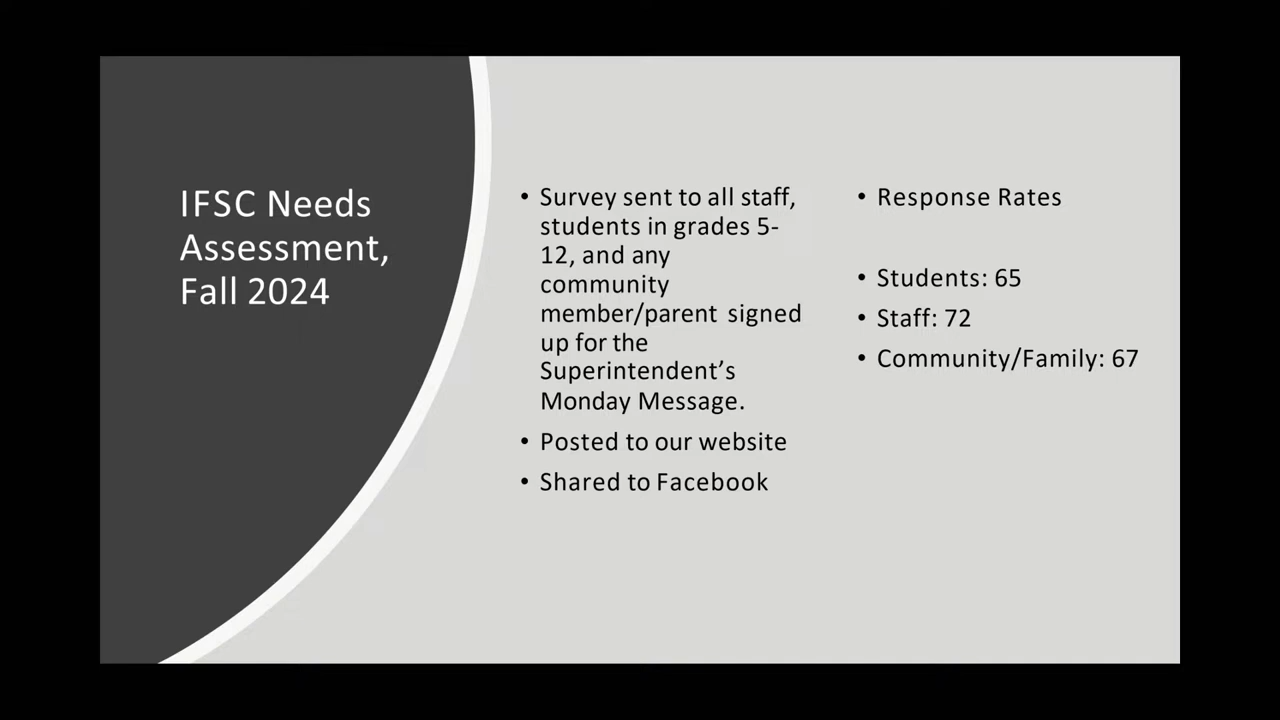 IFSC Needs
Assessment,
Fall 2024
• Survey sent to all staff,
students in grades 5-
12, and any
community
member/parent signed
up for the
Superintendent’s
Monday Message.
• Posted to our website
• Shared to Facebook
• Response Rates
• Students: 65
• Staff: 72
• Community/Family: 67